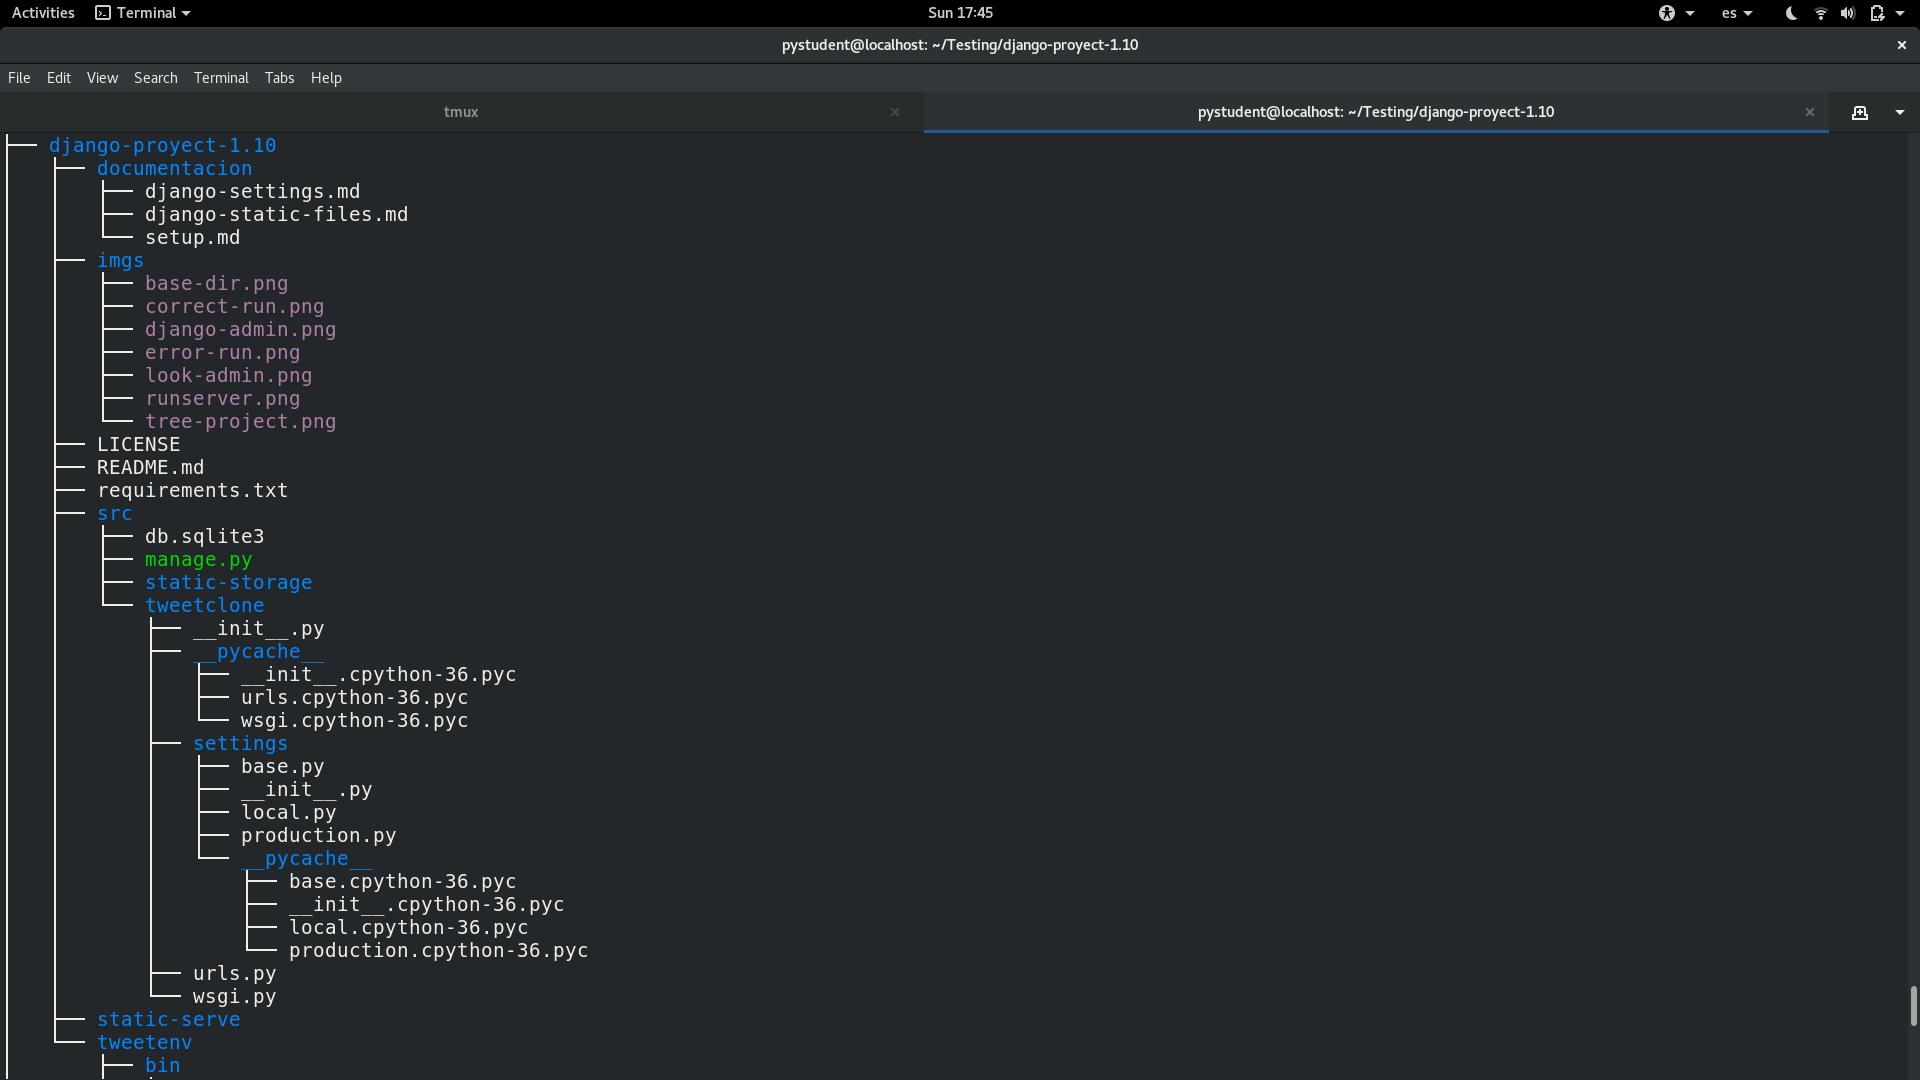 Activities Terminal Sun 17:45 es
pystudent@localhost: ~/Testing/django-proyect-1.10
File Edit View Search Terminal Tabs Help
tmux pystudent@localhost: ~/Testing/django-proyect-1.10
django-proyect-1.10
documentacion
django-settings.md
django-static-files.md
setup.md
imgs
base-dir.png
correct-run.png
django-admin.png
error-run.png
look-admin.png
runserver.png
tree-project.png
LICENSE
README.md
requirements.txt
src
db.sqlite3
manage.py
static-storage
tweetclone
__init__.py
__pycache__
__init__.cpython-36.pyc
urls.cpython-36.pyc
wsgi.cpython-36.pyc
settings
base.py
__init__.py
local.py
production.py
__pycache__
base.cpython-36.pyc
__init__.cpython-36.pyc
local.cpython-36.pyc
production.cpython-36.pyc
urls.py
wsgi.py
static-serve
tweetenv
bin